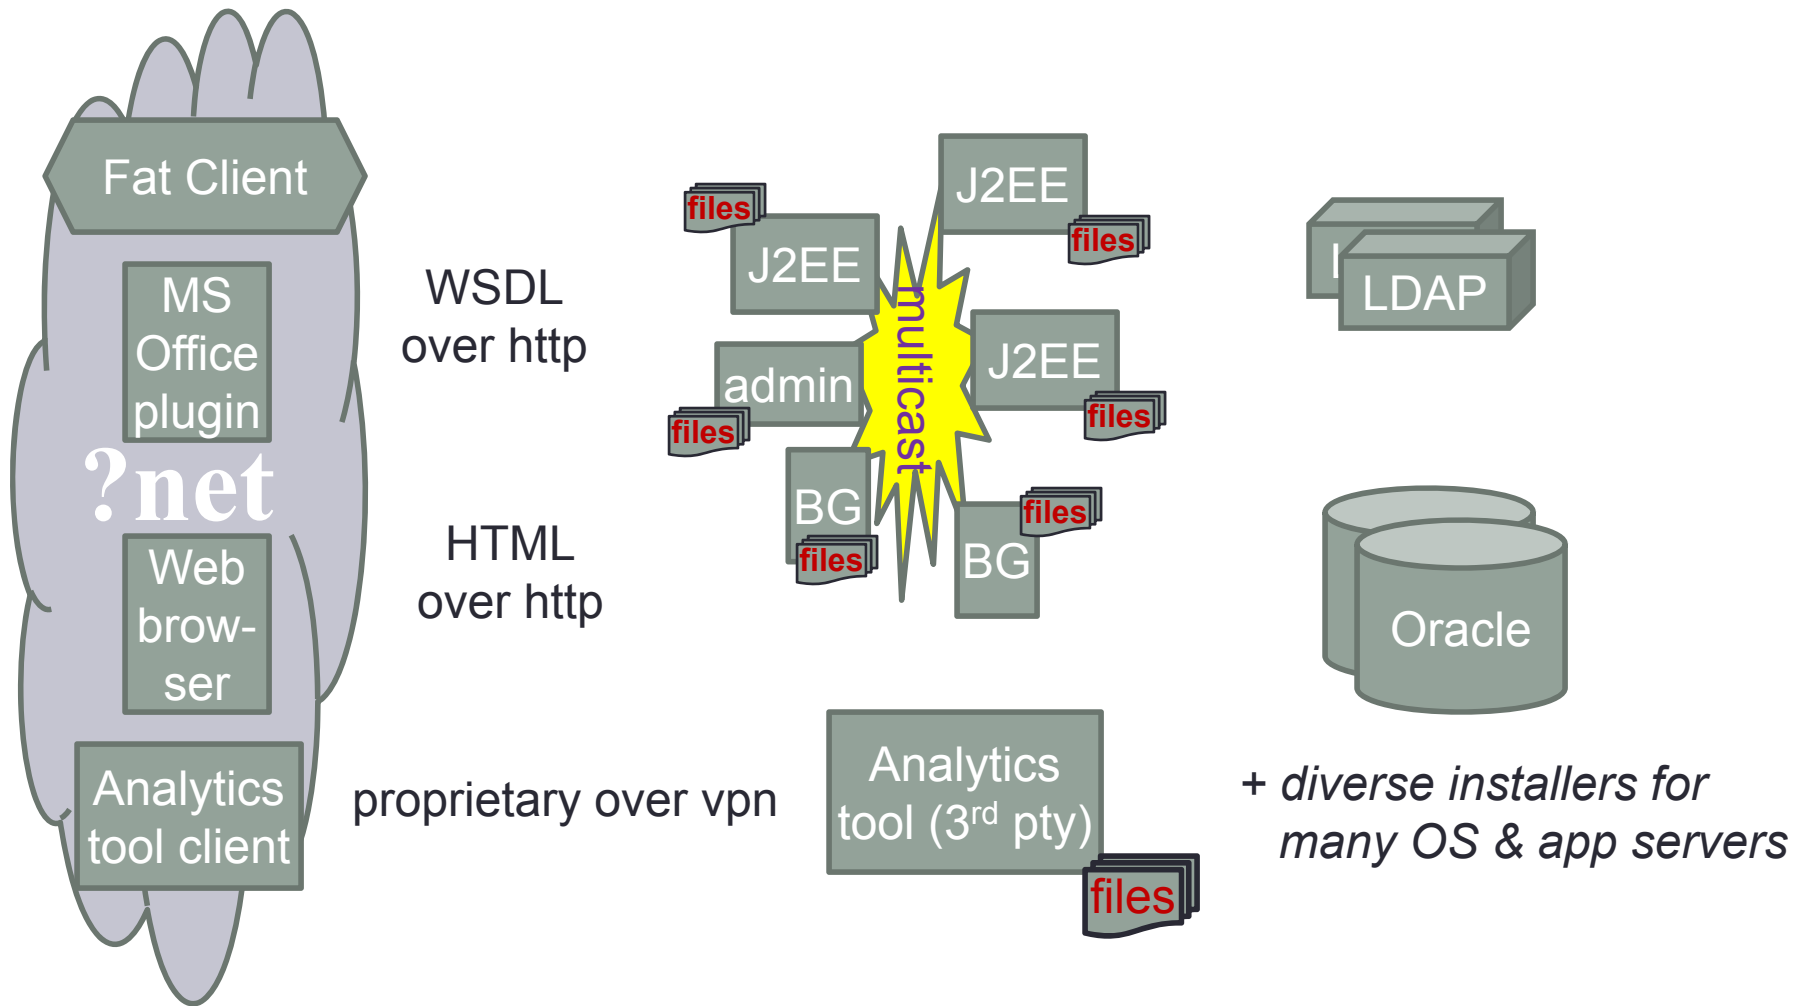 Fat Client
MS
Office
plugin
?net
Web
brow-
ser
Analytics
tool client
WSDL
over http
HTML
over http
proprietary over vpn
files
J2EE
J2EE
files
admin
files
J2EE
files
multicast
BG
files
files
BG
Analytics
tool (3rd pty)
files
L
LDAP
Oracle
+ diverse installers for
many OS & app servers